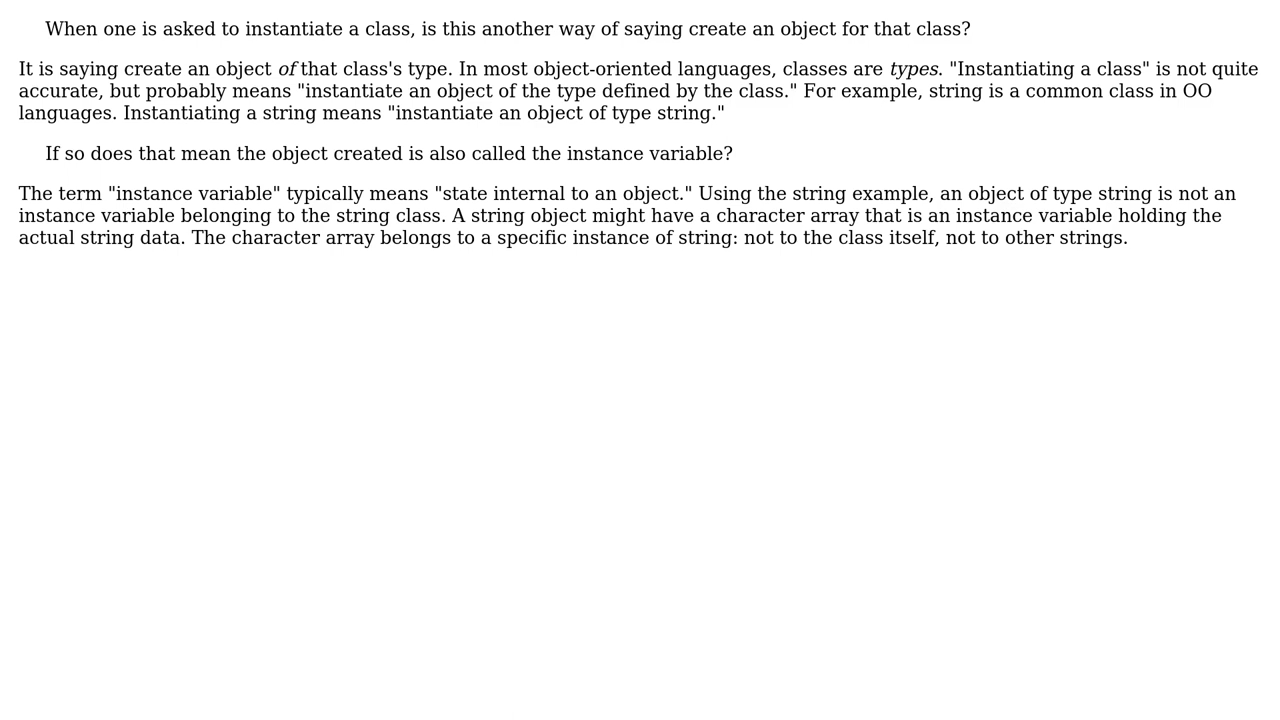 When one is asked to instantiate a class, is this another way of saying create an object for that class?
It is saying create an object of that class's type. In most object-oriented languages, classes are types. "Instantiating a class" is not quite
accurate, but probably means "instantiate an object of the type defined by the class." For example, string is a common class in OO
languages. Instantiating a string means "instantiate an object of type string."
If so does that mean the object created is also called the instance variable?
The term "instance variable" typically means "state internal to an object." Using the string example, an object of type string is not an
instance variable belonging to the string class. A string object might have a character array that is an instance variable holding the
actual string data. The character array belongs to a specific instance of string: not to the class itself, not to other strings.